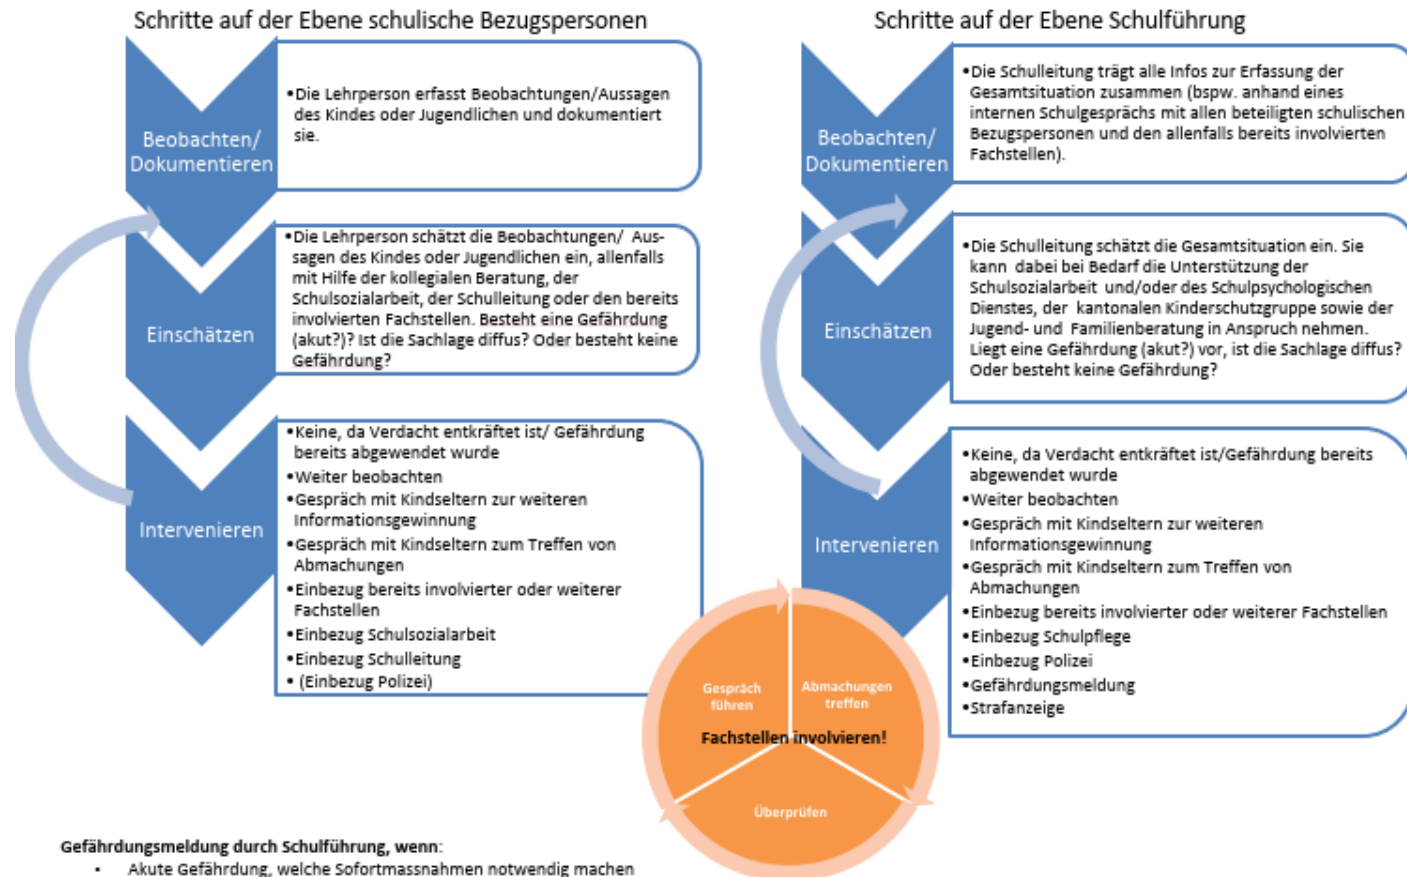 Schritte auf der Ebene schulische Bezugspersonen
Beobachten/
Dokumentieren
•Die Lehrperson erfasst Beobachtungen/Aussagen
des Kindes oder Jugendlichen und dokumentiert
sie.
Einschätzen
•Die Lehrperson schätzt die Beobachtungen/ Aus-
sagen des Kindes oder Jugendlichen ein, allenfalls
mit Hilfe der kollegialen Beratung, der
Schulsozialarbeit, der Schulleitung oder den bereits
involvierten Fachstellen. Besteht eine Gefährdung
(akut?)? Ist die Sachlage diffus? Oder besteht keine
Gefährdung?
Intervenieren
•Keine, da Verdacht entkräftet ist/ Gefährdung
bereits abgewendet wurde
•Weiter beobachten
•Gespräch mit Kindseltern zur weiteren
Informationsgewinnung
•Gespräch mit Kindseltern zum Treffen von
Abmachungen
•Einbezug bereits involvierter oder weiterer
Fachstellen
•Einbezug Schulsozialarbeit
•Einbezug Schulleitung
• (Einbezug Polizei)
Schritte auf der Ebene Schulführung
Beobachten/
Dokumentieren
•Die Schulleitung trägt alle Infos zur Erfassung der
Gesamtsituation zusammen (bspw. anhand eines
internen Schulgesprächs mit allen beteiligten schulischen
Bezugspersonen und den allenfalls bereits involvierten
Fachstellen).
Einschätzen
•Die Schulleitung schätzt die Gesamtsituation ein. Sie
kann dabei bei Bedarf die Unterstützung der
Schulsozialarbeit und/oder des Schulpsychologischen
Dienstes, der kantonalen Kinderschutzgruppe sowie der
Jugend- und Familienberatung in Anspruch nehmen.
Liegt eine Gefährdung (akut?) vor, ist die Sachlage diffus?
Oder besteht keine Gefährdung?
Intervenieren
•Keine, da Verdacht entkräftet ist/Gefährdung bereits
abgewendet wurde
•Weiter beobachten
•Gespräch mit Kindseltern zur weiteren
Informationsgewinnung
•Gespräch mit Kindseltern zum Treffen von
Abmachungen
•Einbezug bereits involvierter oder weiterer Fachstellen
•Einbezug Schulpflege
•Einbezug Polizei
•Gefährdungsmeldung
•Strafanzeige
Gespräch
führen
Abmachungen
treffen
Fachstellen involvieren!
Überprüfen
Gefährdungsmeldung durch Schulführung, wenn:
• Akute Gefährdung, welche Sofortmassnahmen notwendig machen